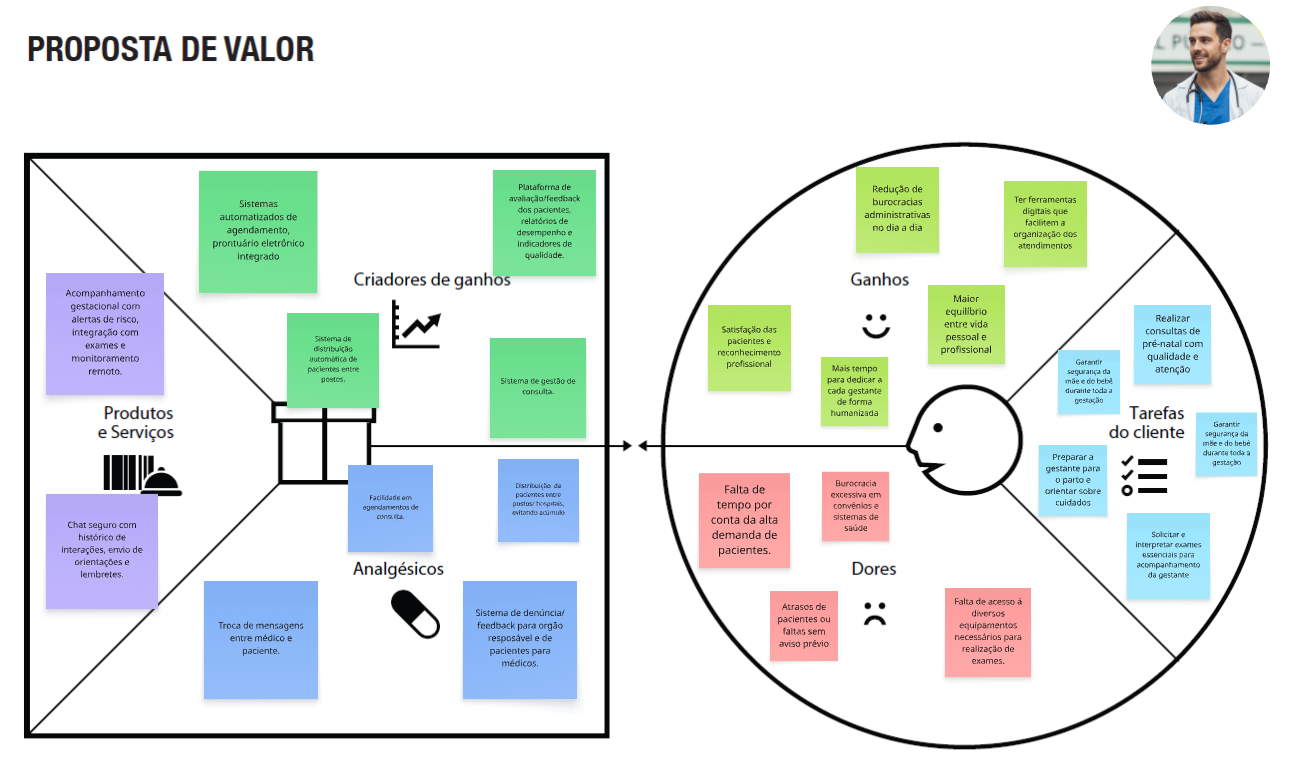 PROPOSTA DE VALOR
L PU O —
Sistemas
automatizados de
agendamento,
prontuário eletrônico
integrado
Plataforma de
avaliação/feedback
dos pacientes,
relatórios de
desempenho e
indicadores de
qualidade.
Criadores de ganhos
Acompanhamento
gestacional com
alertas de risco,
integração com
exames e
monitoramento
remoto.
Sistema de
distribuição
automática de
pacientes entre
postos.
Sistema de gestão de
consulta.
Produtos
e Serviços
Chat seguro com
histórico de
interações, envio de
orientações e
lembretes.
Facilidade em
agendamentos de
consulta.
Distribuição de
pacientes entre
postos/ hospitais,
evitando acúmulo
Analgésicos
Troca de mensagens
entre médico e
paciente.
Sistema de denúncia/
feedback para orgão
resposável e de
pacientes para
médicos.
Redução de
burocracias
administrativas
no dia a dia
Ter ferramentas
digitais que
facilitem a
organização dos
atendimentos
Ganhos
Maior
equilíbrio
entre vida
pessoal e
profissional
Satisfação das
pacientes e
reconhecimento
profissional
Mais tempo
para dedicar a
cada gestante
de forma
humanizada
Realizar
consultas de
pré-natal com
qualidade e
atenção
Garantir
segurança da
mãe e do bebê
durante toda a
gestação
Tarefas
do cliente
Garantir
segurança da
mãe e do bebê
durante toda a
gestação
Preparar a
gestante para
o parto e
orientar sobre
cuidados
Solicitar e
interpretar exames
essenciais para
acompanhamento
da gestante
Falta de
tempo por
conta da alta
demanda de
pacientes.
Burocracia
excessiva em
convênios e
sistemas de
saúde
Dores
Atrasos de
pacientes ou
faltas sem
aviso prévio
Falta de acesso á
diversos
equipamentos
necessários para
realização de
exames.